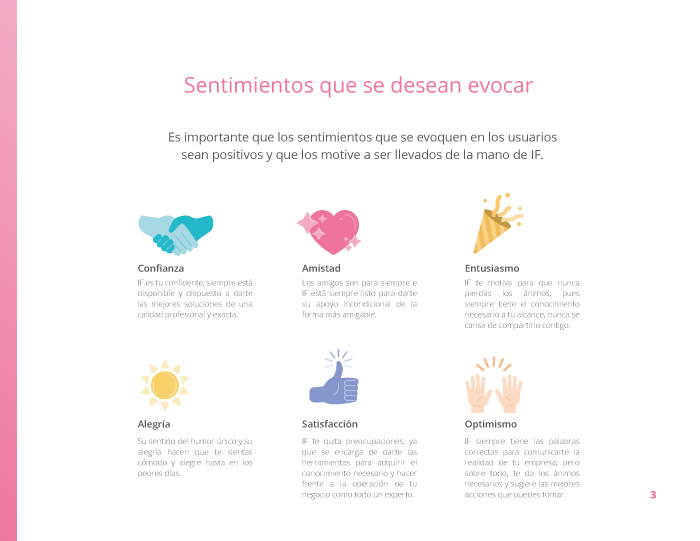 Sentimientos que se desean evocar
Es importante que los sentimientos que se evoquen en los usuarios
sean positivos y que los motive a ser llevados de la mano de IF.
Confianza
IF es tu confidente, siempre está
disponible y dispuesto a darte
las mejores soluciones de una
calidad profesional y exacta.
Amistad
Los amigos son para siempre e
IF está siempre listo para darte
su apoyo incondicional de la
forma más amigable.
Entusiasmo
IF te motiva para que nunca
pierdas los ánimos, pues
siempre tiene el conocimiento
necesario a tu alcance, nunca se
cansa de compartirlo contigo.
Alegría
Su sentido del humor único y su
alegría hacen que te sientas
cómodo y alegre hasta en los
peores días.
Satisfacción
IF te quita preocupaciones, ya
que se encarga de darte las
herramientas para adquirir el
conocimiento necesario y hacer
frente a la operación de tu
negocio como todo un experto.
Optimismo
IF siempre tiene las palabras
correctas para comunicarte la
realidad de tu empresa; pero
sobre todo, te da los ánimos
necesarios y sugiere las mejores
acciones que puedes tomar.
3